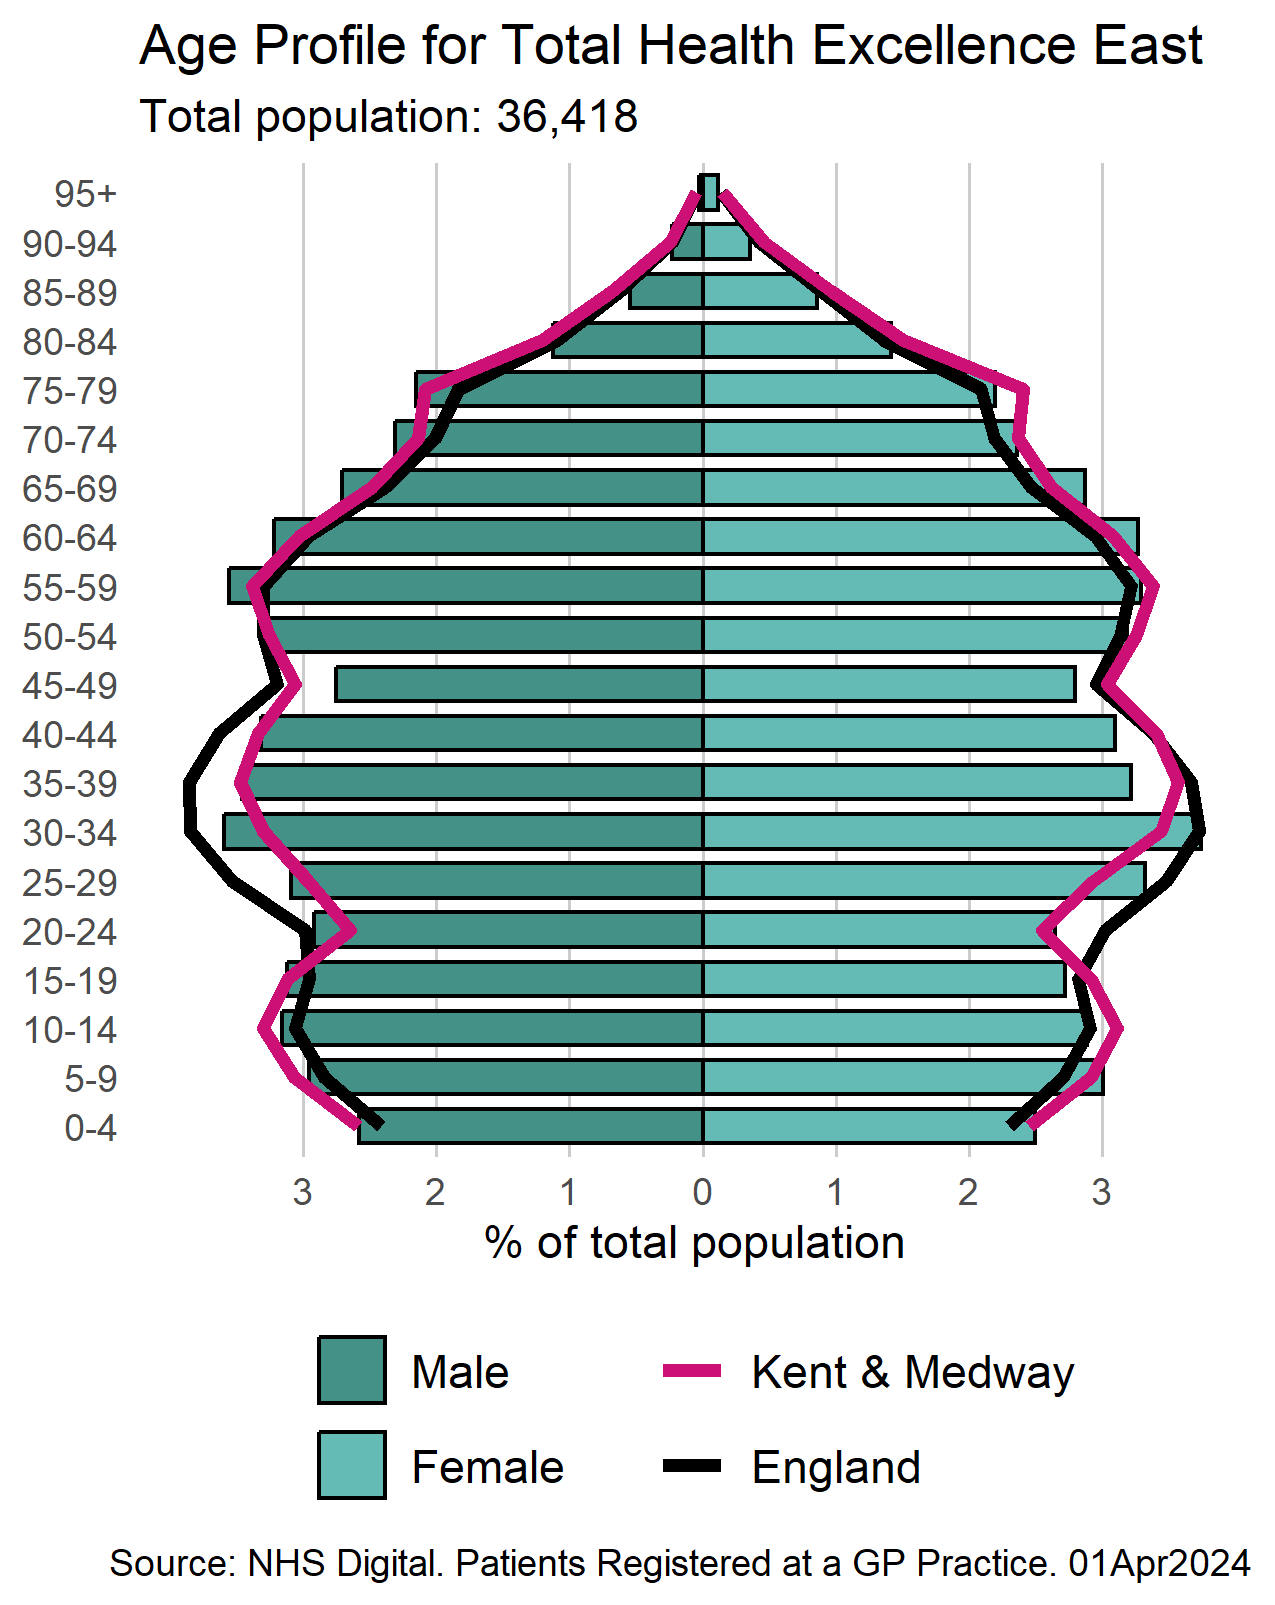 Age Profile for Total Health Excellence East
Total population: 36,418
95+
90-94
85-89
80-84
75-79
70-74
65-69
60-64
55-59
50-54
45-49
40-44
35-39
30-34
25-29
20-24
15-19
10-14
5-9
0-4
3 2 1 0 1 2 3
% of total population
Male Kent & Medway
Female England
Source: NHS Digital. Patients Registered at a GP Practice. 01Apr2024